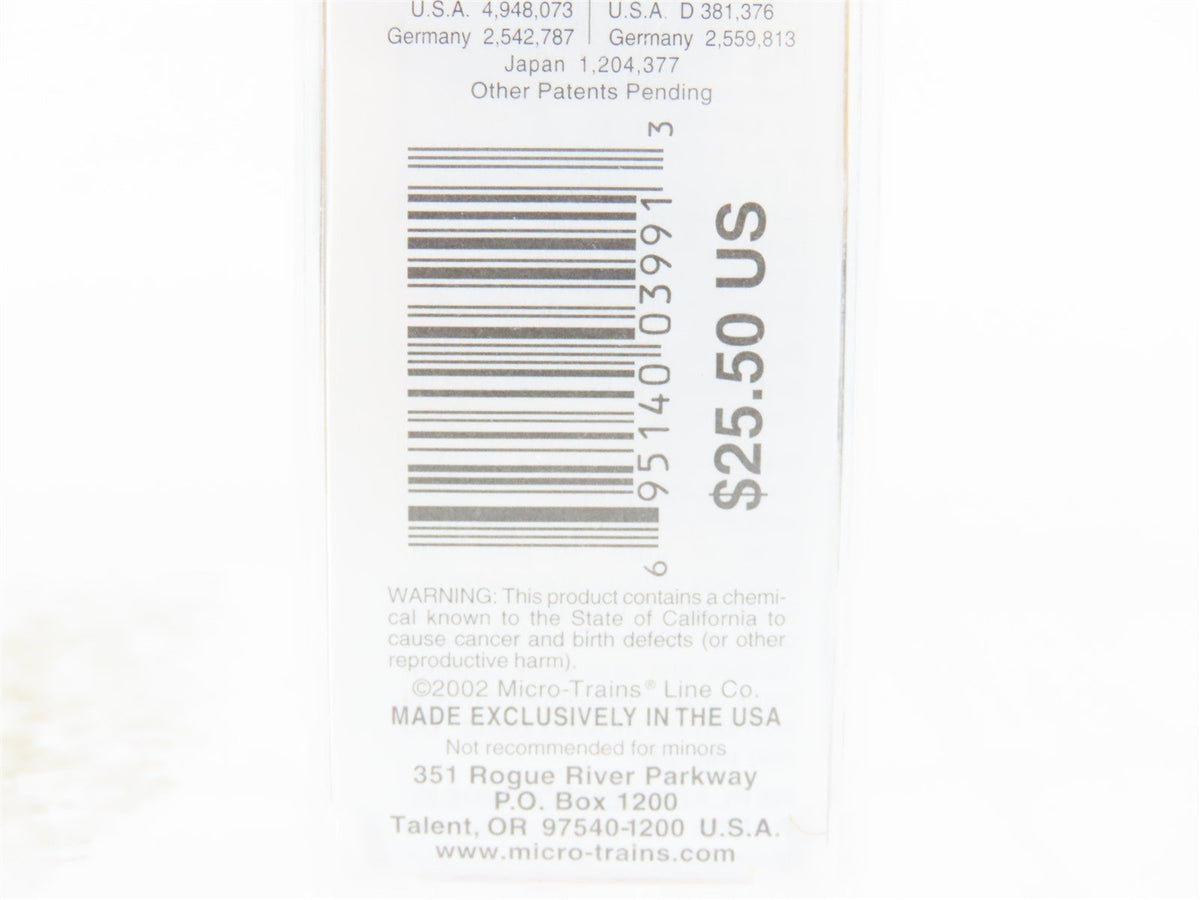 U.S.A. 4,948,073 U.S.A. D 381,376
Germany 2,542,787 Germany 2,559,813
Japan 1,204,377
Other Patents Pending
6 95140 03991 3
$25.50 US
WARNING: This product contains a chemi-
cal known to the State of California to
cause cancer and birth defects (or other
reproductive harm).
©2002 Micro-Trains® Line Co.
MADE EXCLUSIVELY IN THE USA
Not recommended for minors
351 Rogue River Parkway
P.O. Box 1200
Talent, OR 97540-1200 U.S.A.
www.micro-trains.com